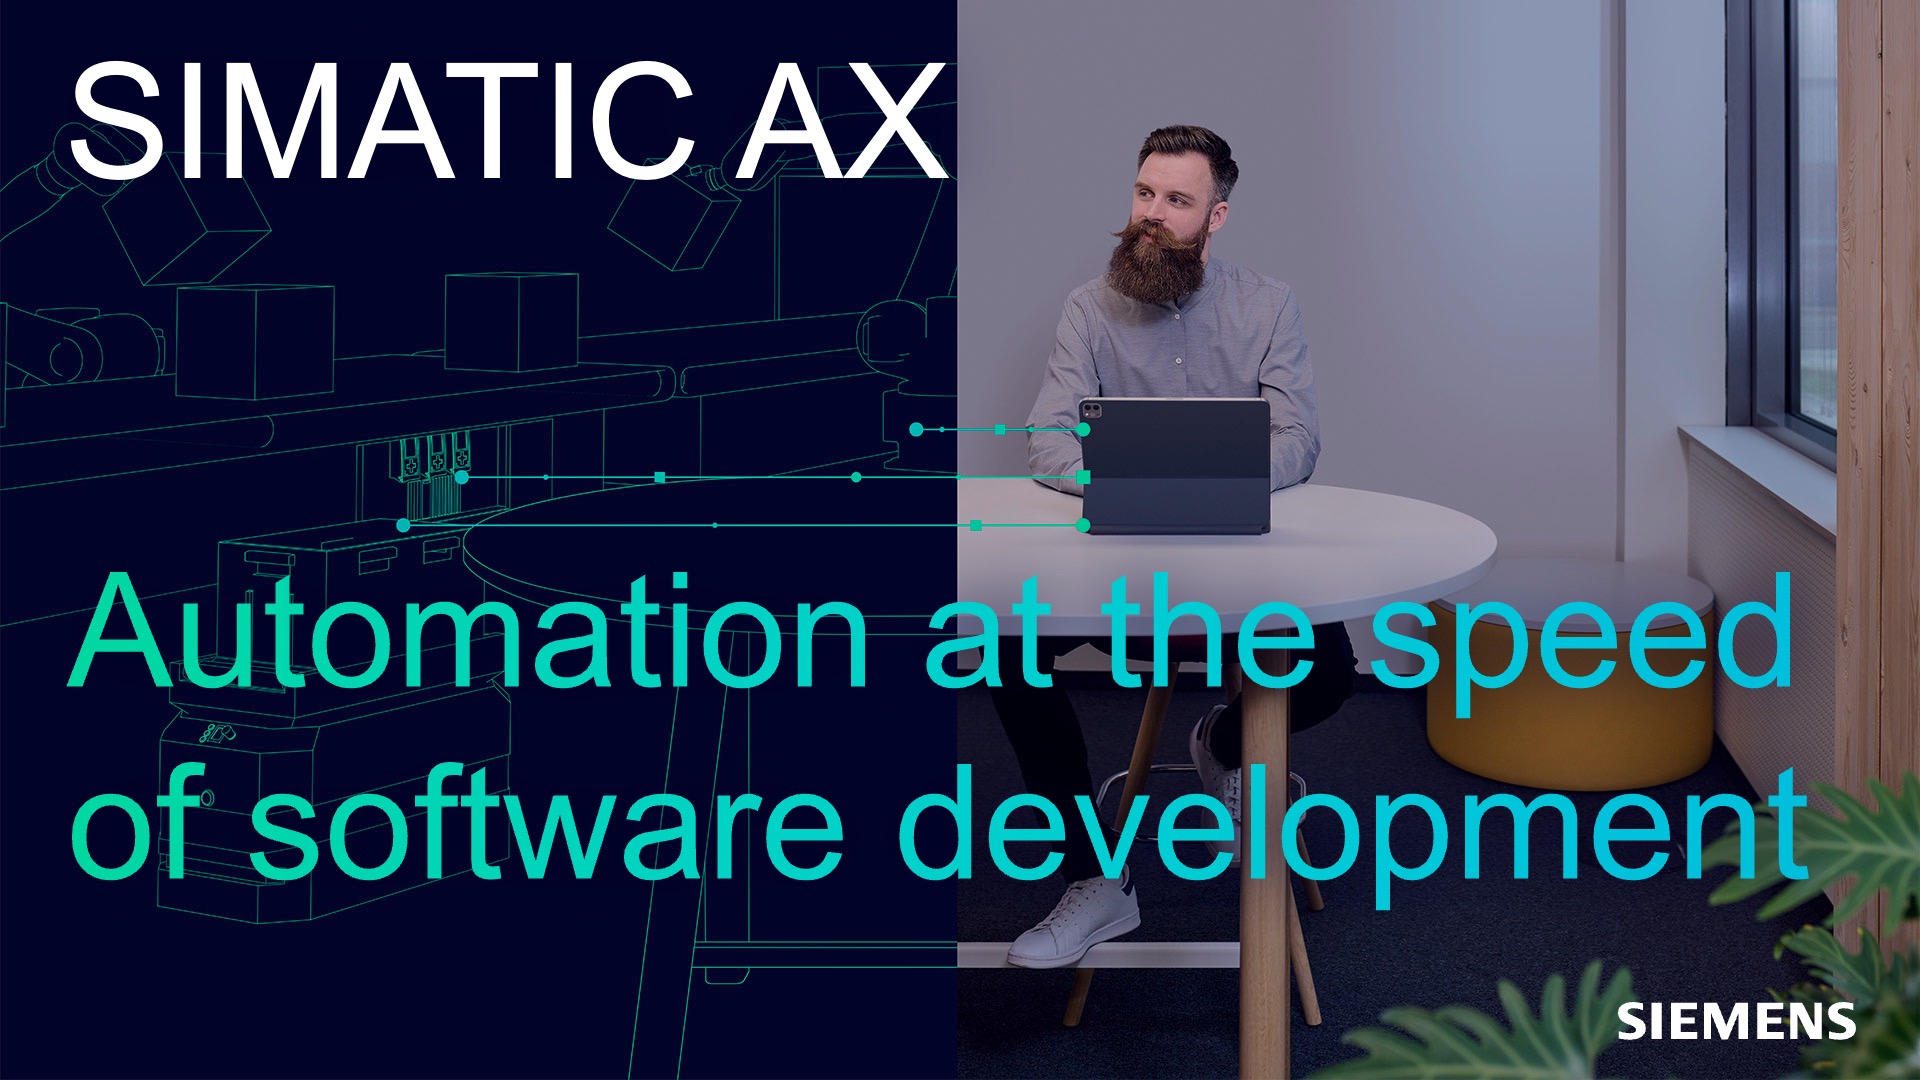 SIMATIC AX
Automation at the speed
of software development
SIEMENS